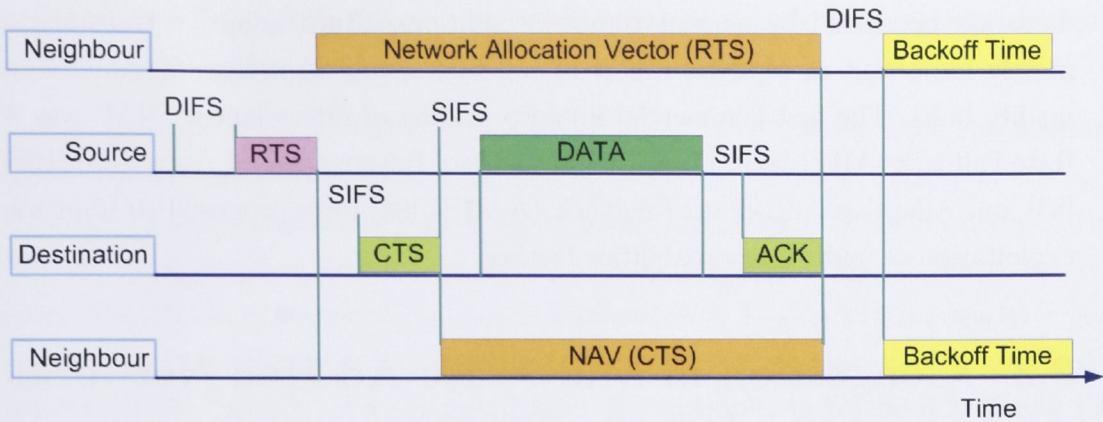 DIFS
Neighbour
Network Allocation Vector (RTS)
Backoff Time
DIFS
SIFS
Source
RTS
DATA
SIFS
SIFS
Destination
CTS
ACK
Neighbour
NAV (CTS)
Backoff Time
Time